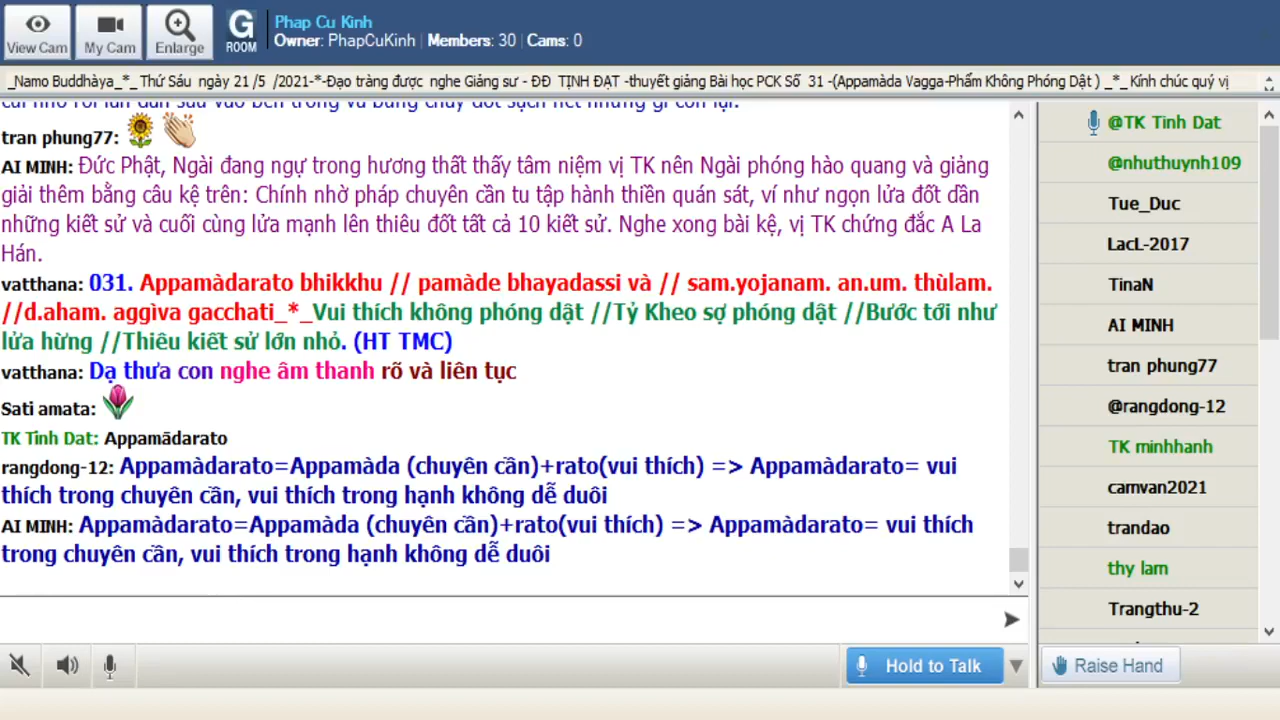 View Cam
My Cam
Enlarge
G
ROOM
Phap Cu Kinh
Owner: PhapCuKinh | Members: 30 | Cams: 0
_Namo Buddhàya_*_ Thứ Sáu ngày 21 /5 /2021-*-Đạo tràng được nghe Giảng sư - ĐĐ TỊNH ĐẠT -thuyết giảng Bài học PCK Số 31 -(Appamàda Vagga-Phẩm Không Phóng Dật ) _*_ Kính chúc quý vị
tran phung77:
AI MINH: Đức Phật, Ngài đang ngự trong hương thất thấy tâm niệm vị TK nên Ngài phóng hào quang và giảng
giải thêm bằng câu kệ trên: Chính nhờ pháp chuyên cần tu tập hành thiền quán sát, ví như ngọn lửa đốt dần
những kiết sử và cuối cùng lửa mạnh lên thiêu đốt tất cả 10 kiết sử. Nghe xong bài kệ, vị TK chứng đắc A La
Hán.
vatthana: 031. Appamàdarato bhikkhu // pamàde bhayadassi và // sam.yojanam. an.um. thùlam.
//d.aham. aggìva gacchati_*_Vui thích không phóng dật //Tỷ Kheo sợ phóng dật //Bước tới như
lửa hừng //Thiêu kiết sử lớn nhỏ. (HT TMC)
vatthana: Dạ thưa con nghe âm thanh rõ và liên tục
Sati amata:
TK Tinh Dat: Appamādarato
rangdong-12: Appamàdarato=Appamàda (chuyên cần)+rato(vui thích) => Appamàdarato= vui
thích trong chuyên cần, vui thích trong hạnh không dễ duôi
AI MINH: Appamàdarato=Appamàda (chuyên cần)+rato(vui thích) => Appamàdarato= vui thích
trong chuyên cần, vui thích trong hạnh không dễ duôi
@TK Tinh Dat
@nhuthuynh109
Tue_Duc
LacL-2017
TinaN
AI MINH
tran phung77
@rangdong-12
TK minhhanh
camvan2021
trandao
thy lam
Trangthu-2
Hold to Talk
Raise Hand